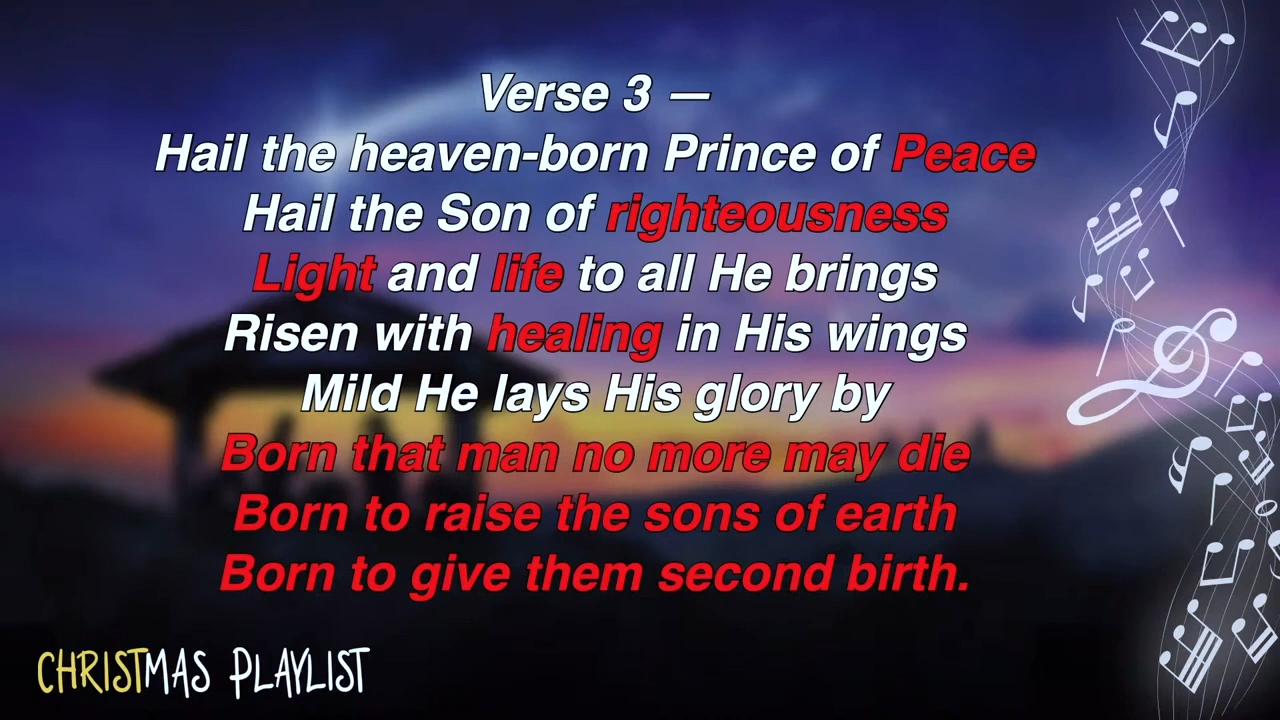 Verse 3 —
Hail the heaven-born Prince of Peace
Hail the Son of righteousness
Light and life to all He brings
Risen with healing in His wings
Mild He lays His glory by
Born that man no more may die
Born to raise the sons of earth
Born to give them second birth.
CHRISTMAS PLAYLIST